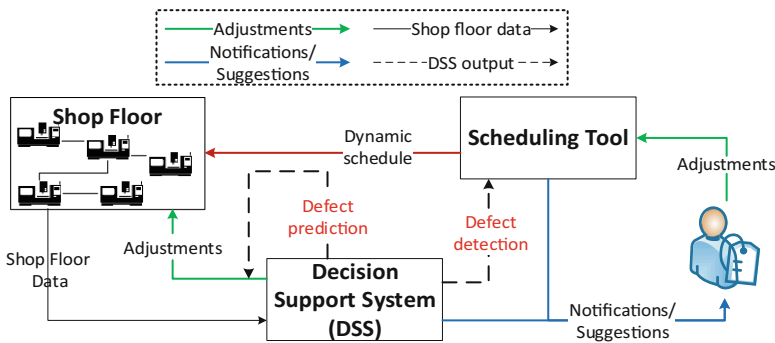 Adjustments
Shop floor data
Notifications/
Suggestions
DSS output
Shop Floor
Dynamic
schedule
Scheduling Tool
Adjustments
Defect
prediction
Defect
detection
Adjustments
Shop Floor
Data
Decision
Support System
(DSS)
Notifications/
Suggestions